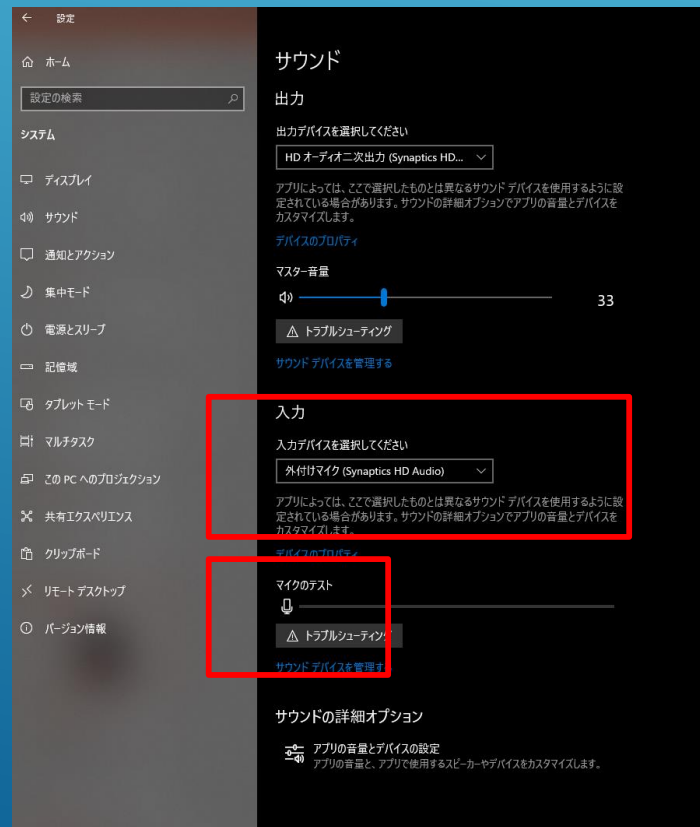 設定
ホーム
設定の検索
システム
ディスプレイ
サウンド
通知とアクション
集中モード
電源とスリープ
記憶域
タブレット モード
マルチタスク
この PC へのプロジェクション
共有エクスペリエンス
クリップボード
リモート デスクトップ
バージョン情報
サウンド
出力
出力デバイスを選択してください
HD オーディオ二次出力 (Synaptics HD...
アプリによっては、ここで選択したものとは異なるサウンド デバイスを使用するように設
定されている場合があります。サウンドの詳細オプションでアプリの音量とデバイスを
カスタマイズします。
デバイスのプロパティ
マスター音量
33
トラブルシューティング
サウンド デバイスを管理する
入力
入力デバイスを選択してください
外付けマイク (Synaptics HD Audio)
アプリによっては、ここで選択したものとは異なるサウンド デバイスを使用するように設
定されている場合があります。サウンドの詳細オプションでアプリの音量とデバイスを
カスタマイズします。
デバイスのプロパティ
マイクのテスト
トラブルシューティング
サウンド デバイスを管理する
サウンドの詳細オプション
アプリの音量とデバイスの設定
アプリの音量と、アプリで使用するスピーカーやデバイスをカスタマイズします。